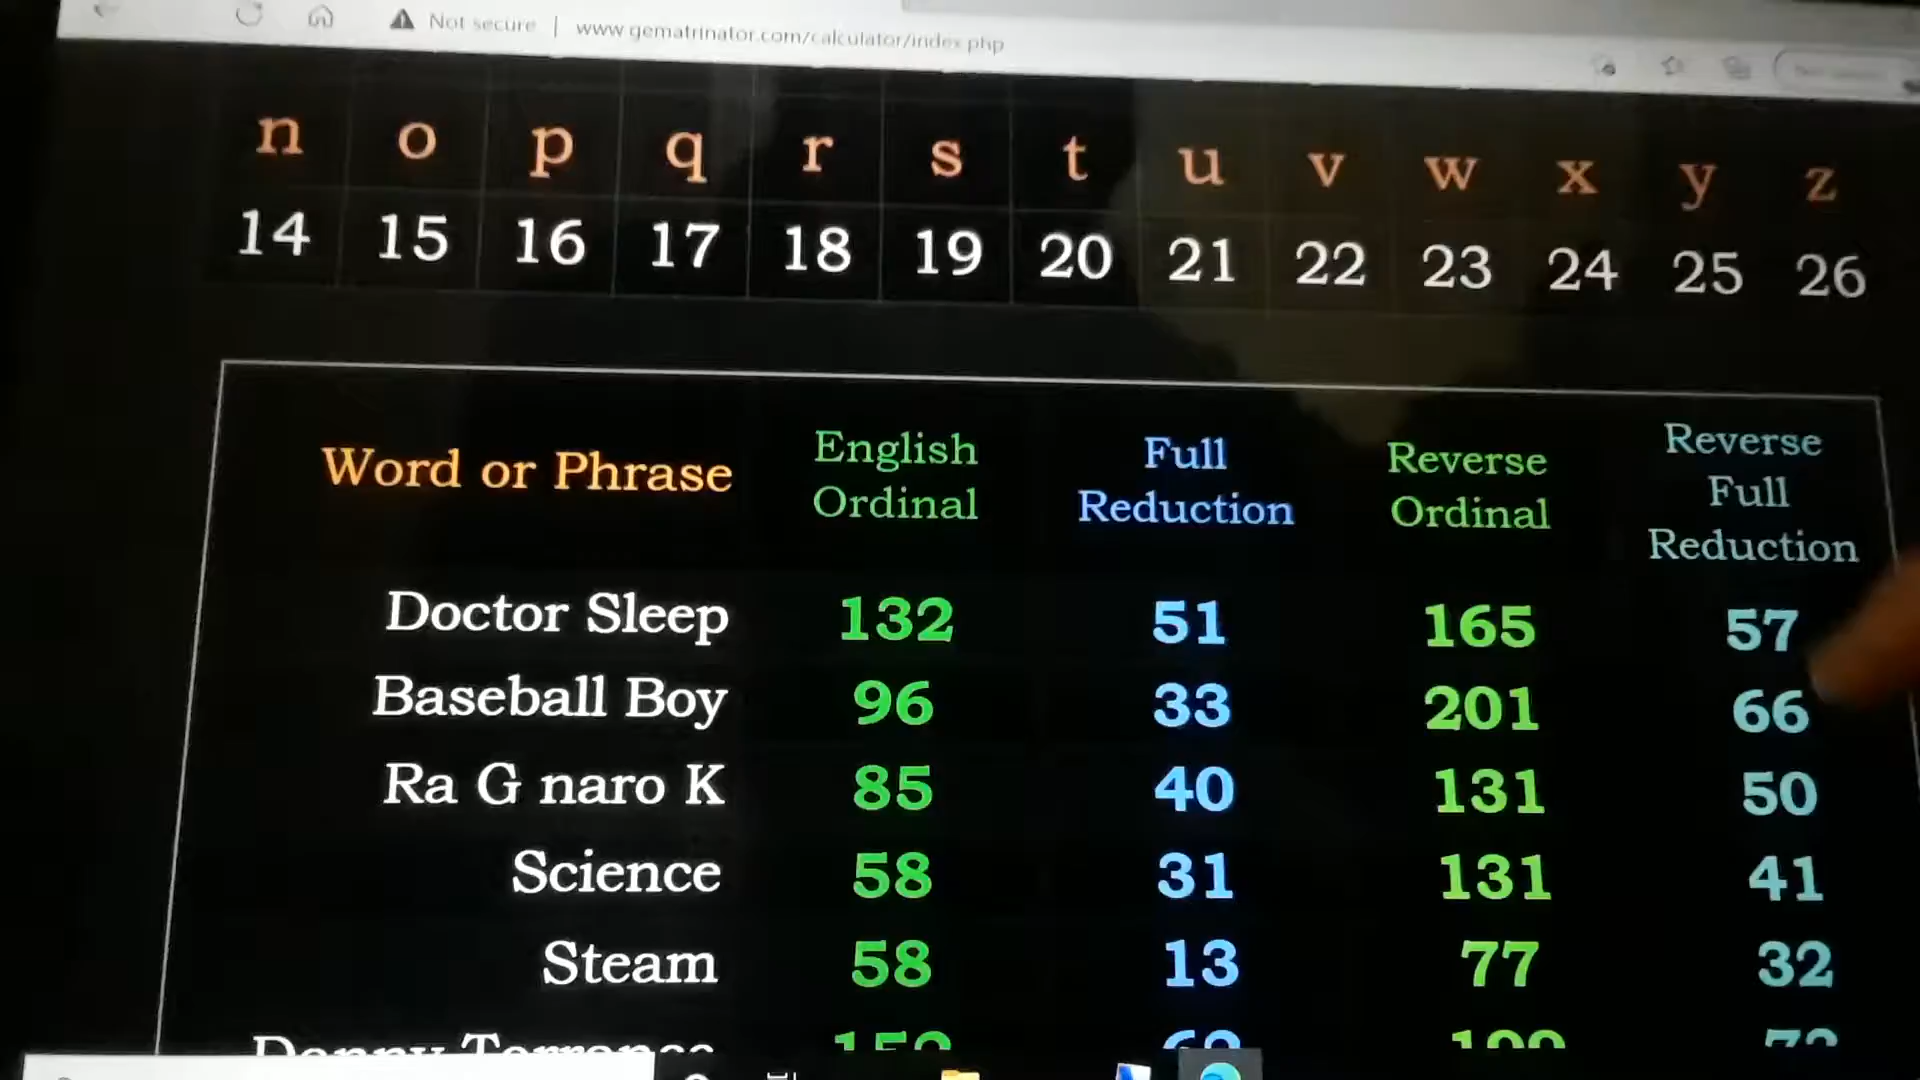 Not secure | www.gematrinator.com/calculator/index.php
n o p q r s t u v w x y z
14 15 16 17 18 19 20 21 22 23 24 25 26
Word or Phrase English Ordinal Full Reduction Reverse Ordinal Reverse Full Reduction
Doctor Sleep 132 51 165 57
Baseball Boy 96 33 201 66
Ra G naro K 85 40 131 50
Science 58 31 131 41
Steam 58 13 77 32